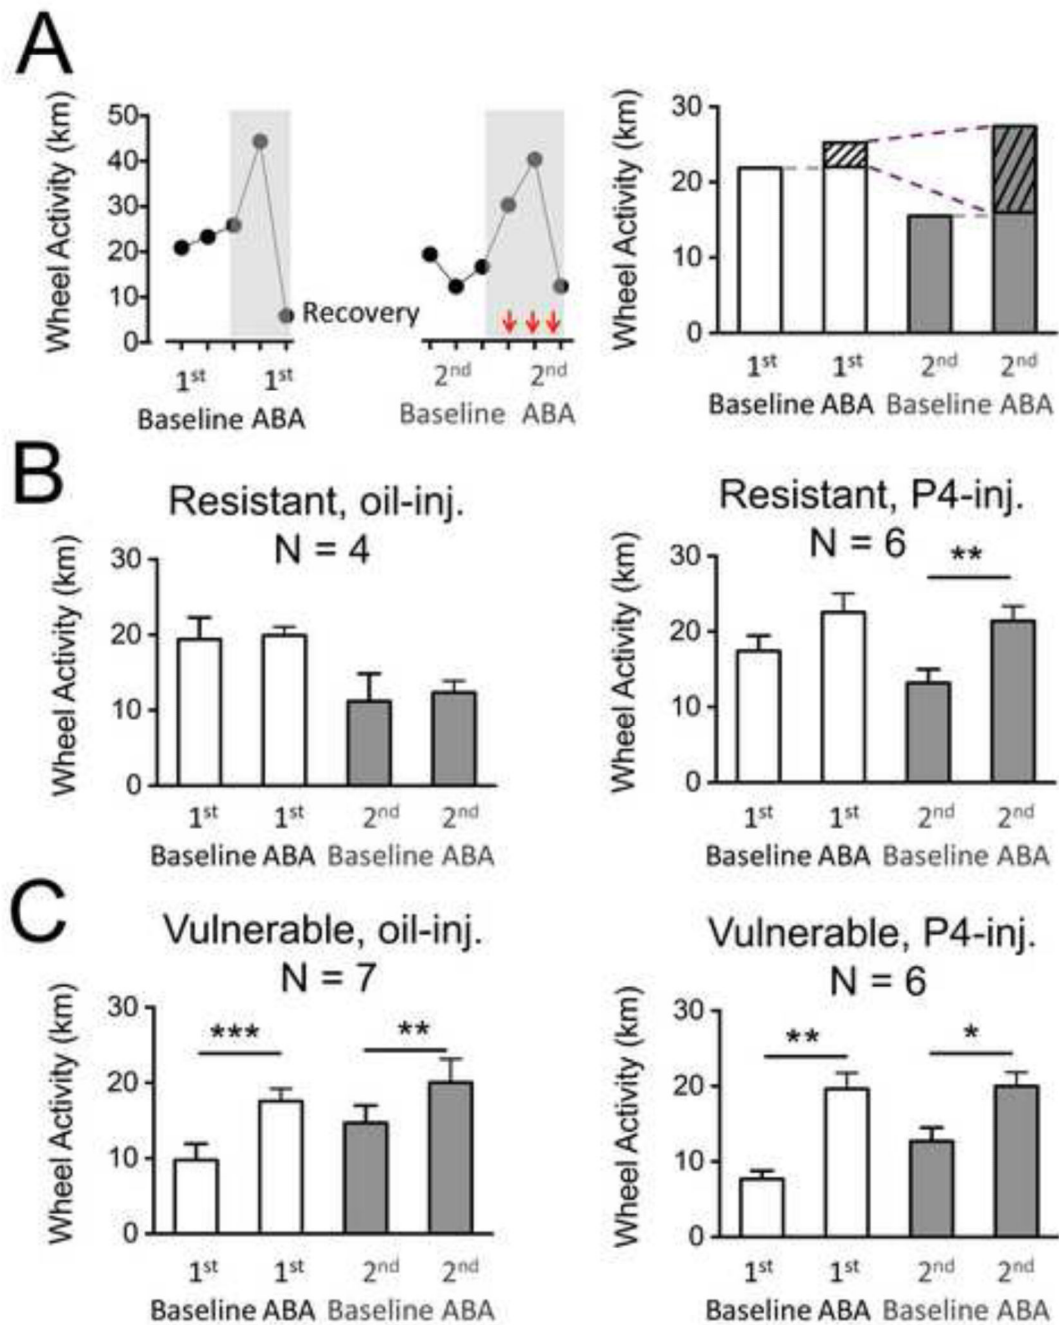 A
Wheel Activity (km)
50
40
30
20
10
0
Recovery
1st 1st
Baseline ABA
2nd 2nd
Baseline ABA
Wheel Activity (km)
30
20
10
0
1st 1st 2nd 2nd
Baseline ABA Baseline ABA
B
Resistant, oil-inj.
N = 4
Wheel Activity (km)
30
20
10
0
1st 1st 2nd 2nd
Baseline ABA Baseline ABA
Resistant, P4-inj.
N = 6
**
Wheel Activity (km)
30
20
10
0
1st 1st 2nd 2nd
Baseline ABA Baseline ABA
C
Vulnerable, oil-inj.
N = 7
*** **
Wheel Activity (km)
30
20
10
0
1st 1st 2nd 2nd
Baseline ABA Baseline ABA
Vulnerable, P4-inj.
N = 6
** *
Wheel Activity (km)
30
20
10
0
1st 1st 2nd 2nd
Baseline ABA Baseline ABA